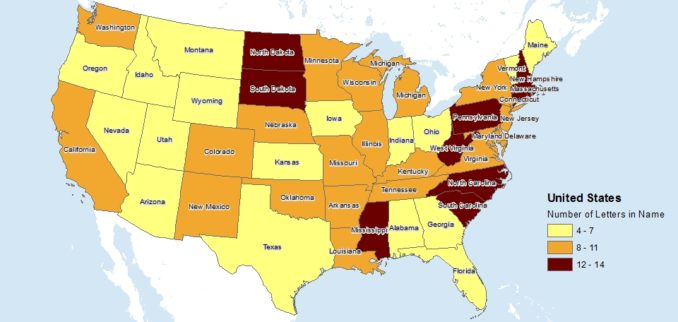 Washington
Maine
Montana
North Dakota
Minnesota
Michigan
Vermont
Oregon
Idaho
Wisconsin
New York
New Hampshire
South Dakota
Michigan
Massachusetts
Wyoming
Connecticut
Iowa
Pennsylvania
New Jersey
Nebraska
Ohio
Nevada
Illinois
Indiana
Maryland
Delaware
Utah
West Virginia
California
Colorado
Kansas
Missouri
Virginia
Kentucky
Tennessee
North Carolina
Oklahoma
Arizona
New Mexico
Arkansas
South Carolina
Mississippi
Alabama
Georgia
Texas
Louisiana
Florida
United States
Number of Letters in Name
4 - 7
8 - 11
12 - 14